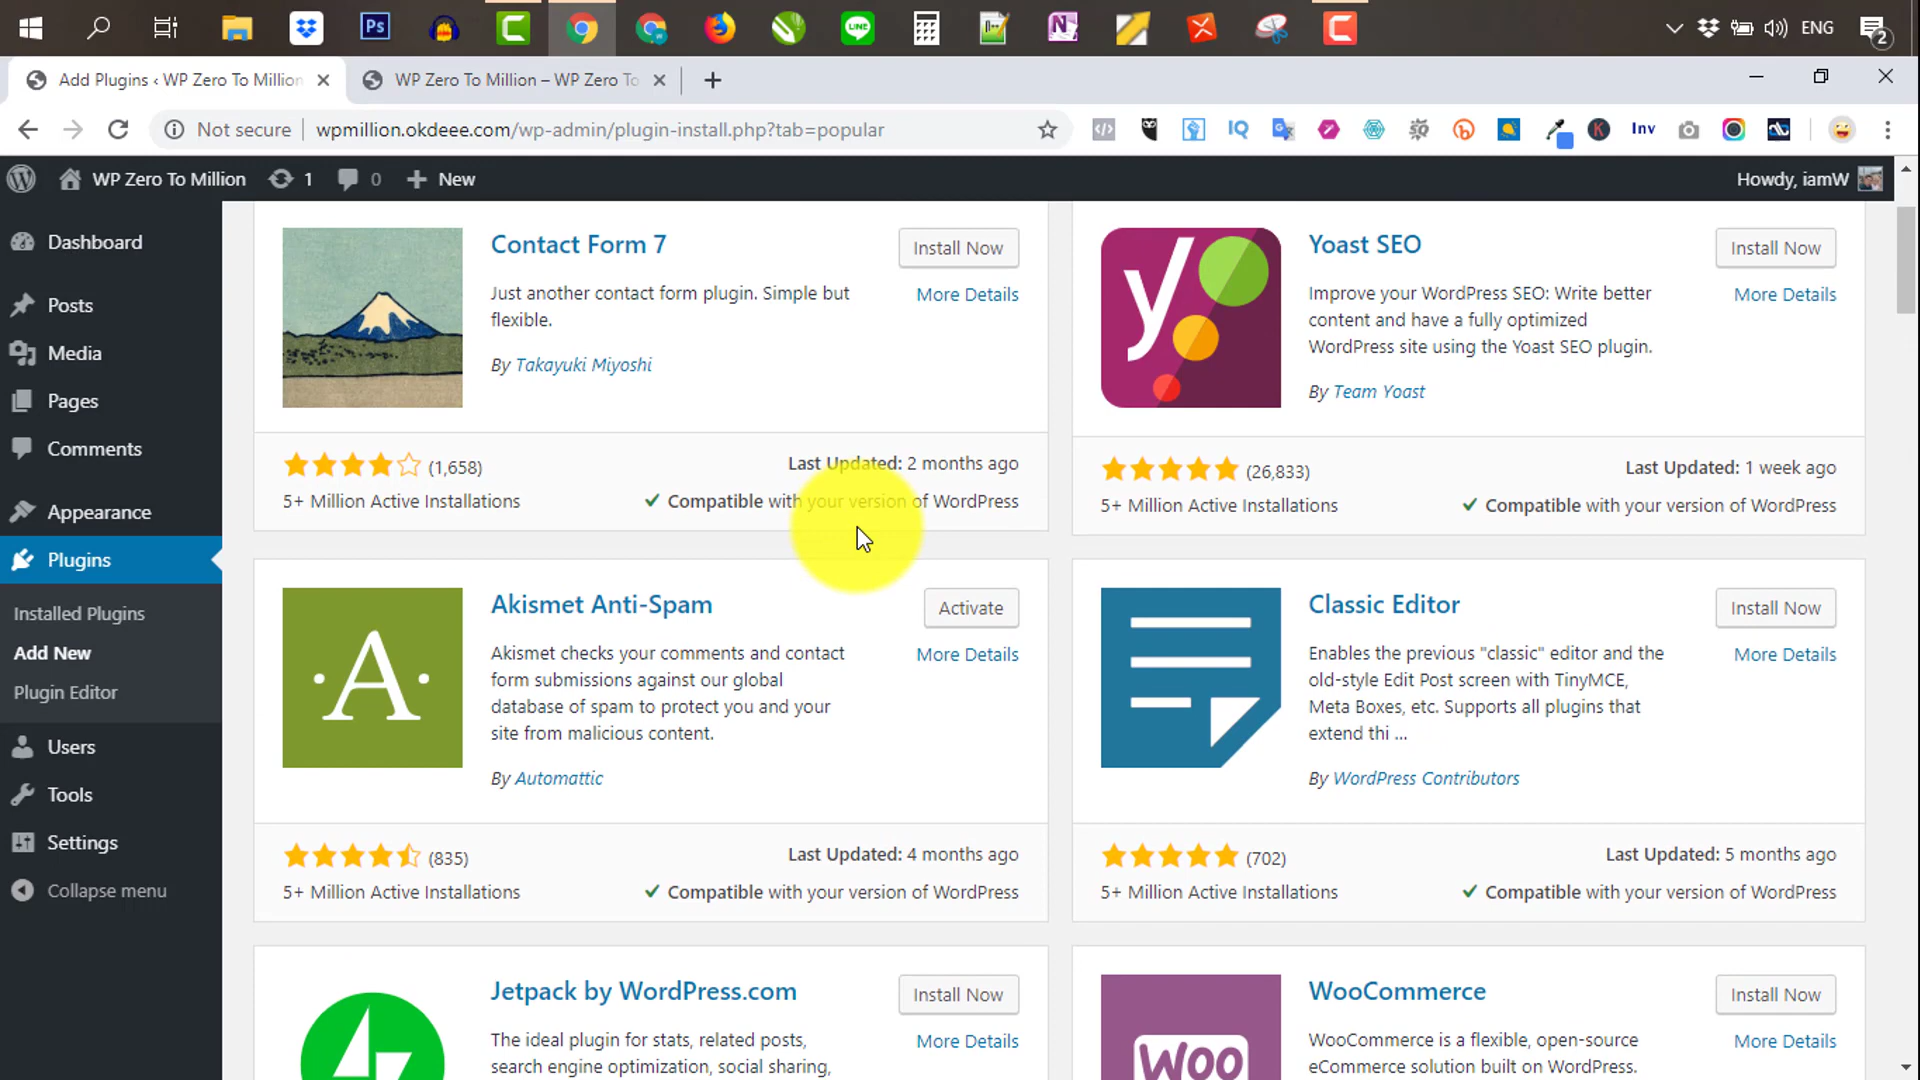 Ps
LINE
N
ENG
2
Add Plugins ‹ WP Zero To Million
WP Zero To Million – WP Zero To
Not secure
wpmillion.okdeee.com/wp-admin/plugin-install.php?tab=popular
IQ
K
Inv
WP Zero To Million
1
0
New
Howdy, iamW
Dashboard
Posts
Media
Pages
Comments
Appearance
Plugins
Installed Plugins
Add New
Plugin Editor
Users
Tools
Settings
Collapse menu
Contact Form 7
Install Now
More Details
Just another contact form plugin. Simple but
flexible.
By Takayuki Miyoshi
(1,658)
Last Updated: 2 months ago
5+ Million Active Installations
Compatible with your version of WordPress
y
Yoast SEO
Install Now
More Details
Improve your WordPress SEO: Write better
content and have a fully optimized
WordPress site using the Yoast SEO plugin.
By Team Yoast
(26,833)
Last Updated: 1 week ago
5+ Million Active Installations
Compatible with your version of WordPress
A
Akismet Anti-Spam
Activate
More Details
Akismet checks your comments and contact
form submissions against our global
database of spam to protect you and your
site from malicious content.
By Automattic
(835)
Last Updated: 4 months ago
5+ Million Active Installations
Compatible with your version of WordPress
Classic Editor
Install Now
More Details
Enables the previous "classic" editor and the
old-style Edit Post screen with TinyMCE,
Meta Boxes, etc. Supports all plugins that
extend thi ...
By WordPress Contributors
(702)
Last Updated: 5 months ago
5+ Million Active Installations
Compatible with your version of WordPress
Jetpack by WordPress.com
Install Now
More Details
The ideal plugin for stats, related posts,
search engine optimization, social sharing,
Woo
WooCommerce
Install Now
More Details
WooCommerce is a flexible, open-source
eCommerce solution built on WordPress.